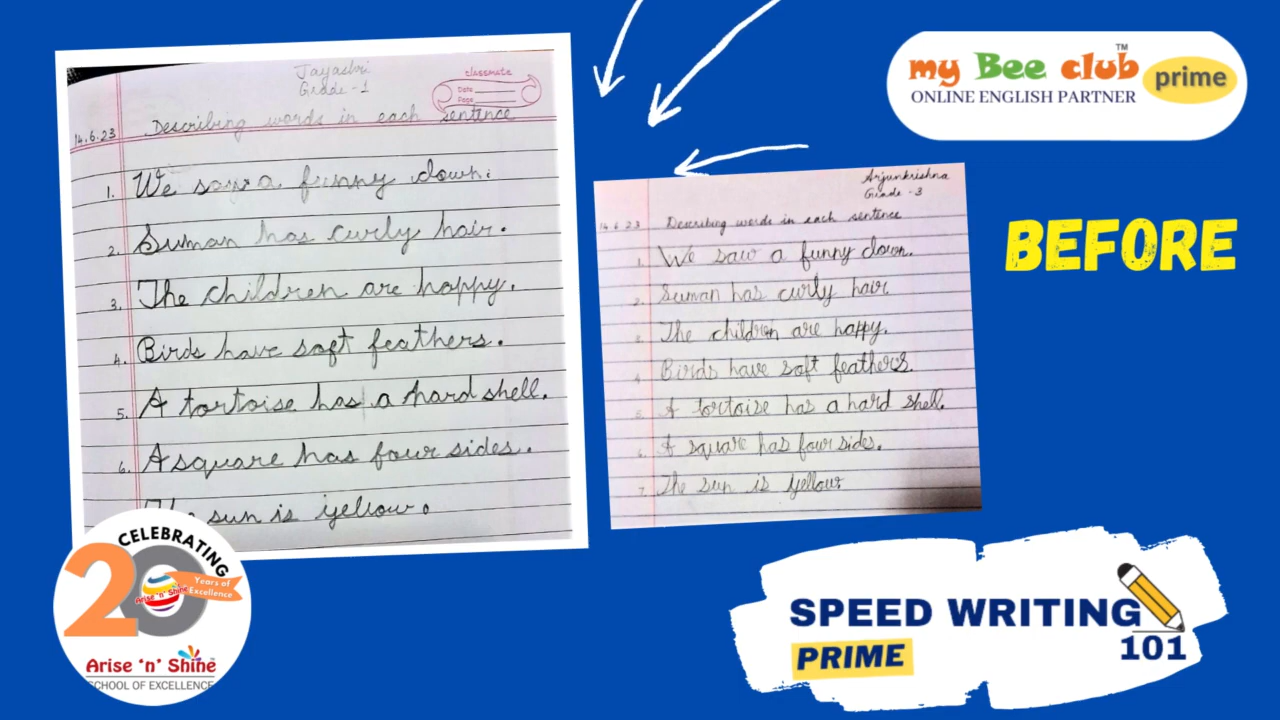 Jayashri
Grade - 1
classmate
Date
Page
14.6.23 Describing words in each sentence
1. We saw a funny clown.
2. Suman has curly hair.
3. The children are happy.
4. Birds have soft feathers.
5. A tortoise has a hard shell.
6. A square has four sides.
The sun is yellow.
Arjunkrishna
Grade - 3
14.6.23 Describing words in each sentence
1. We saw a funny clown.
2. Suman has curly hair
3. The children are happy.
4. Birds have soft feathers.
5. A tortoise has a hard shell.
6. A square has four sides.
7. The sun is yellow
my Bee club™ prime
ONLINE ENGLISH PARTNER
BEFORE
CELEBRATING
20
Years of
Excellence
Arise 'n' Shine
Arise 'n' Shine
SCHOOL OF EXCELLENCE
SPEED WRITING
PRIME
101